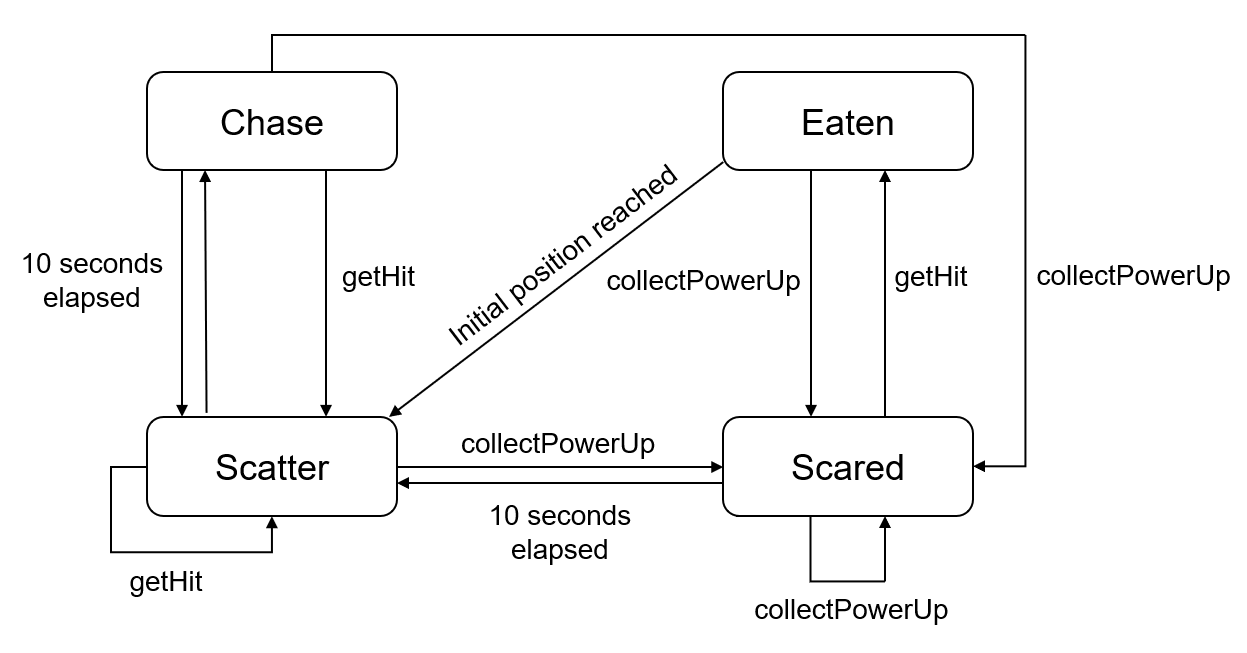 Chase
Eaten
10 seconds
elapsed
getHit
Initial position reached
collectPowerUp
getHit
collectPowerUp
Scatter
collectPowerUp
Scared
10 seconds
elapsed
getHit
collectPowerUp